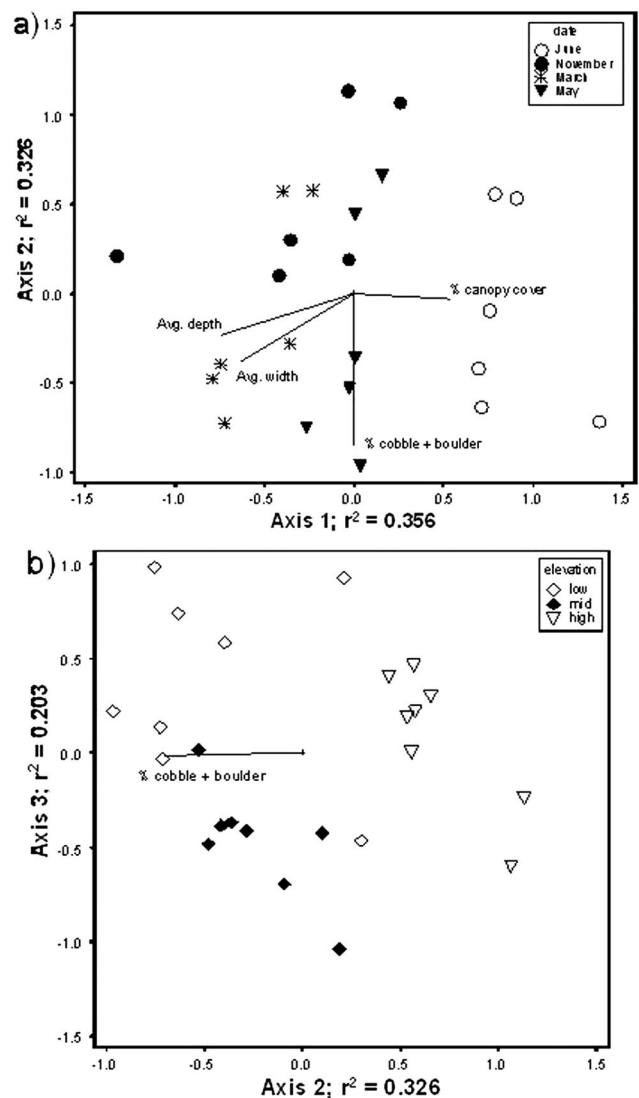 a)
date
June
November
March
May
1.5
1.0
0.5
0.0
-0.5
-1.0
Axis 2; r² = 0.326
% canopy cover
Avg. depth
Avg. width
% cobble + boulder
-1.5
-1.0
-0.5
0.0
0.5
1.0
1.5
Axis 1; r² = 0.356
b)
elevation
low
mid
high
1.0
0.5
0.0
-0.5
-1.0
-1.5
Axis 3; r² = 0.203
% cobble + boulder
-1.0
-0.5
0.0
0.5
1.0
1.5
Axis 2; r² = 0.326